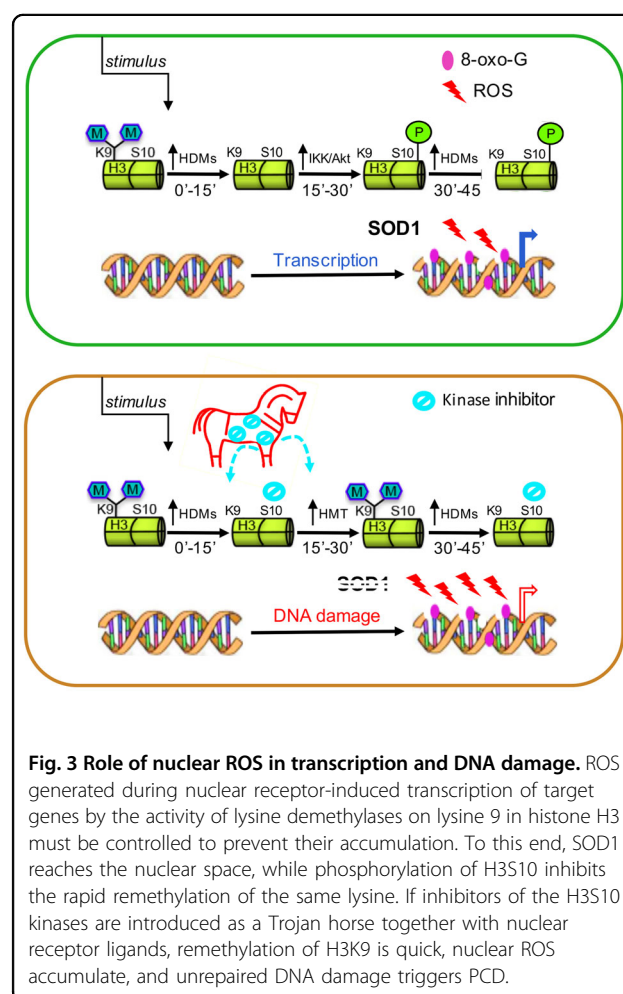 stimulus
8-oxo-G
ROS
M M P P
K9 S10 HDMs K9 S10 IKK/Akt K9 S10 HDMs K9 S10
H3 H3 H3 H3
0'-15' 15'-30' 30'-45
SOD1
Transcription
stimulus
Kinase inhibitor
M M M M
K9 S10 HDMs K9 S10 HMT K9 S10 HDMs K9 S10
H3 H3 H3 H3
0'-15' 15'-30' 30'-45'
SOD1
DNA damage
Fig. 3 Role of nuclear ROS in transcription and DNA damage. ROS
generated during nuclear receptor-induced transcription of target
genes by the activity of lysine demethylases on lysine 9 in histone H3
must be controlled to prevent their accumulation. To this end, SOD1
reaches the nuclear space, while phosphorylation of H3S10 inhibits
the rapid remethylation of the same lysine. If inhibitors of the H3S10
kinases are introduced as a Trojan horse together with nuclear
receptor ligands, remethylation of H3K9 is quick, nuclear ROS
accumulate, and unrepaired DNA damage triggers PCD.